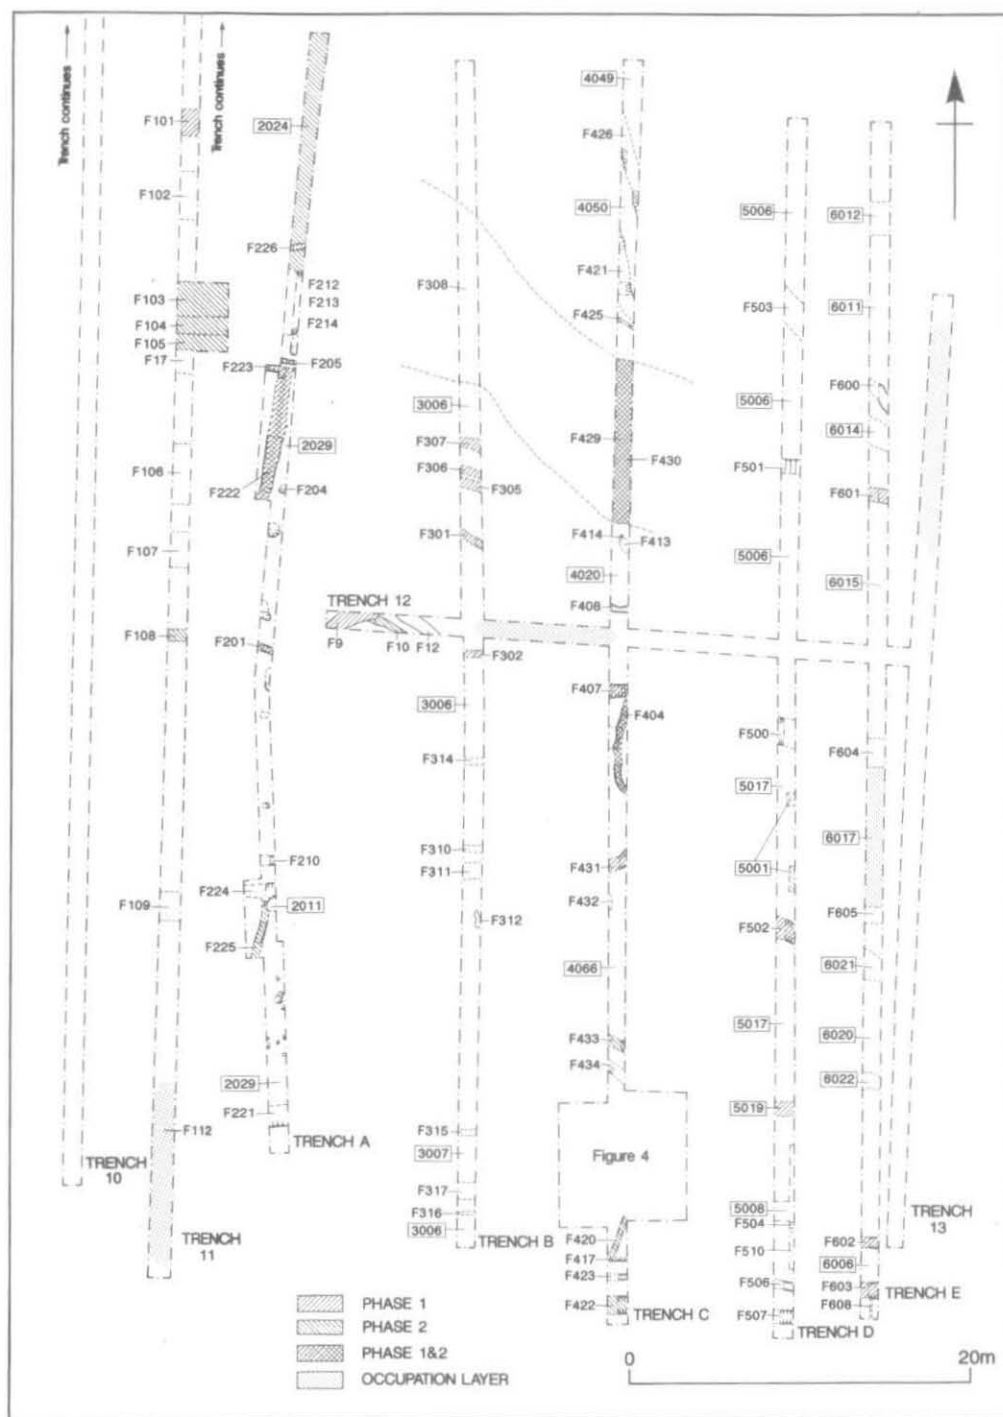 Trench continues
Trench continues
F101
F102
F103
F104
F105
F17
F106
F107
F108
F109
F112
TRENCH
10
TRENCH
11
2024
F226
F212
F213
F214
F205
F223
2029
F222
F204
F201
F210
F224
2011
F225
2029
F221
TRENCH A
TRENCH 12
F9
F10
F12
F308
3006
F307
F306
F305
F301
F302
3006
F314
F310
F311
F312
F315
3007
F317
F316
3006
TRENCH B
4049
F426
4050
F421
F425
F429
F430
F414
F413
4020
F408
F407
F404
F431
F432
4066
F433
F434
Figure 4
F420
F417
F423
F422
TRENCH C
5006
F503
5006
F501
5006
F500
5017
5001
F502
5017
5019
5008
F504
F510
F506
F507
TRENCH D
6012
6011
F600
6014
F601
6015
F604
6017
F605
6021
6020
6022
F602
6006
F603
F608
TRENCH E
TRENCH
13
PHASE 1
PHASE 2
PHASE 1&2
OCCUPATION LAYER
0
20m